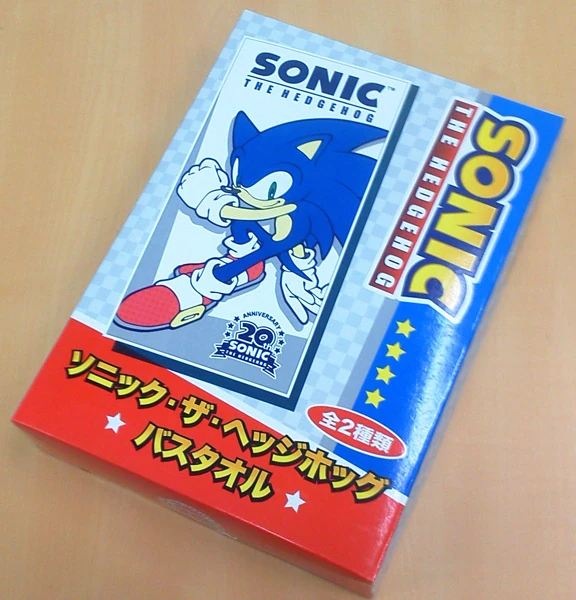 SONIC™
THE HEDGEHOG
ANNIVERSARY
20th
SONIC
THE HEDGEHOG
SONIC
THE HEDGEHOG
全2種類
ソニック・ザ・ヘッジホッグ
バスタオル